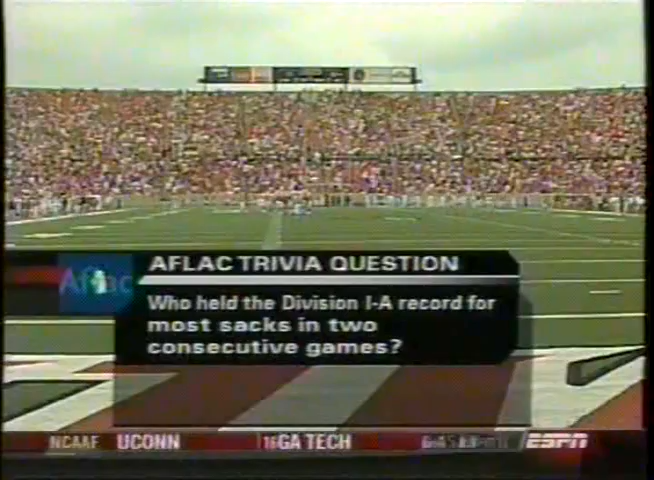 AFLAC TRIVIA QUESTION
Aflac
Who held the Division I-A record for
most sacks in two
consecutive games?
NCAAF UCONN 16 GA TECH ESPN